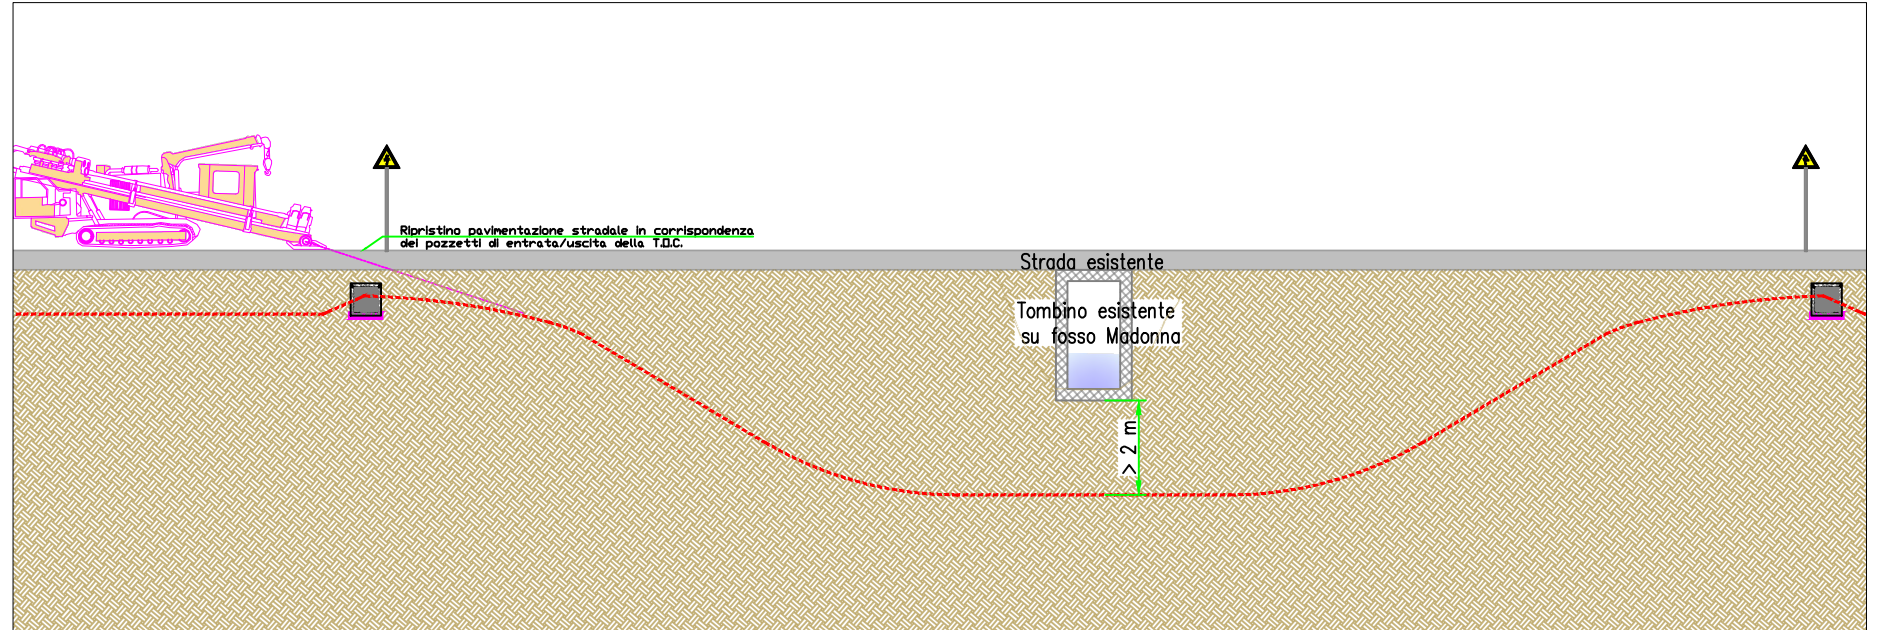 Ripristino pavimentazione stradale in corrispondenza
dei pozzetti di entrata/uscita della T.O.C.
Strada esistente
Tombino esistente
su fosso Madonna
> 2 m